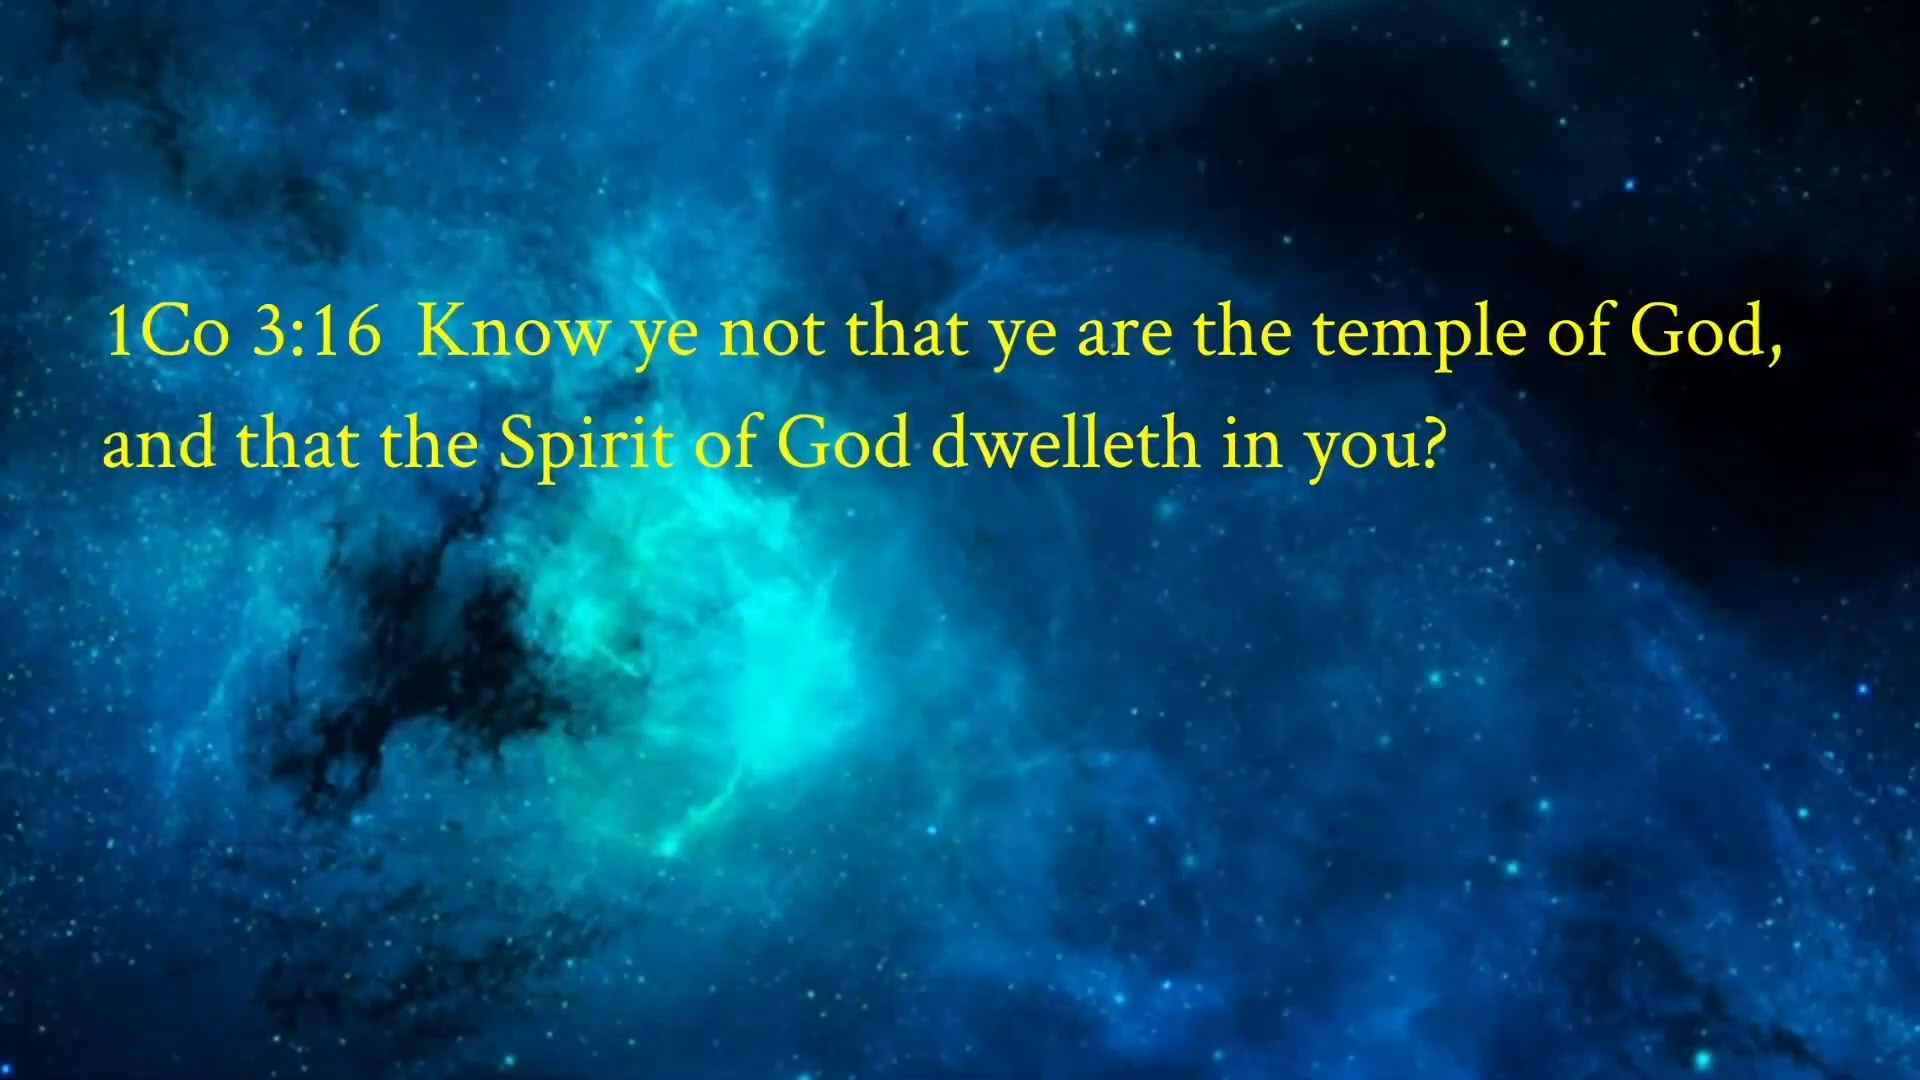 1Co 3:16  Know ye not that ye are the temple of God,
and that the Spirit of God dwelleth in you?